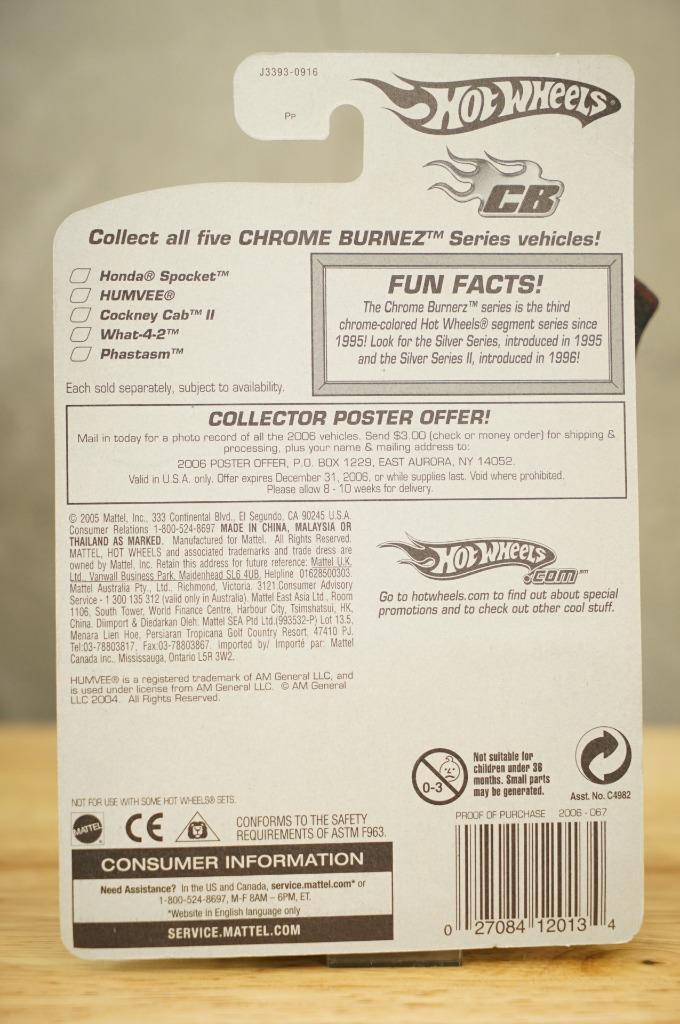 J3393-0916
Pp
HOT WHEELS
CB
Collect all five CHROME BURNEZ™ Series vehicles!
Honda® Spocket™
HUMVEE®
Cockney Cab™ II
What-4-2™
Phastasm™
Each sold separately, subject to availability.
FUN FACTS!
The Chrome Burnerz™ series is the third
chrome-colored Hot Wheels® segment series since
1995! Look for the Silver Series, introduced in 1995
and the Silver Series II, introduced in 1996!
COLLECTOR POSTER OFFER!
Mail in today for a photo record of all the 2006 vehicles. Send $3.00 (check or money order) for shipping &
processing, plus your name & mailing address to:
2006 POSTER OFFER, P.O. BOX 1229, EAST AURORA, NY 14052.
Valid in U.S.A. only. Offer expires December 31, 2006, or while supplies last. Void where prohibited.
Please allow 8 - 10 weeks for delivery.
© 2005 Mattel, Inc., 333 Continental Blvd., El Segundo, CA 90245 U.S.A.
Consumer Relations 1-800-524-8697 MADE IN CHINA, MALAYSIA OR
THAILAND AS MARKED. Manufactured for Mattel. All Rights Reserved.
MATTEL, HOT WHEELS and associated trademarks and trade dress are
owned by Mattel, Inc. Retain this address for future reference: Mattel U.K.
Ltd., Vanwall Business Park, Maidenhead SL6 4UB. Helpline 01628500303.
Mattel Australia Pty., Ltd., Richmond, Victoria. 3121.Consumer Advisory
Service - 1 300 135 312 (valid only in Australia). Mattel East Asia Ltd., Room
1106, South Tower, World Finance Centre, Harbour City, Tsimshatsui, HK,
China. Diimport & Diedarkan Oleh: Mattel SEA Ptd Ltd.(993532-P) Lot 13.5,
Menara Lien Hoe, Persiaran Tropicana Golf Country Resort, 47410 PJ.
Tel:03-78803817, Fax:03-78803867. Imported by/ Importé par: Mattel
Canada Inc., Mississauga, Ontario L5R 3W2.
HUMVEE® is a registered trademark of AM General LLC, and
is used under license from AM General LLC. © AM General
LLC 2004. All Rights Reserved.
HOT WHEELS
.COM℠
Go to hotwheels.com to find out about special
promotions and to check out other cool stuff.
0-3
Not suitable for
children under 36
months. Small parts
may be generated.
Asst. No. C4982
NOT FOR USE WITH SOME HOT WHEELS® SETS.
MATTEL
CE
CONFORMS TO THE SAFETY
REQUIREMENTS OF ASTM F963.
CONSUMER INFORMATION
Need Assistance? In the US and Canada, service.mattel.com* or
1-800-524-8697, M-F 8AM – 6PM, ET.
*Website in English language only
SERVICE.MATTEL.COM
PROOF OF PURCHASE 2006 - 067
0 27084 12013 4